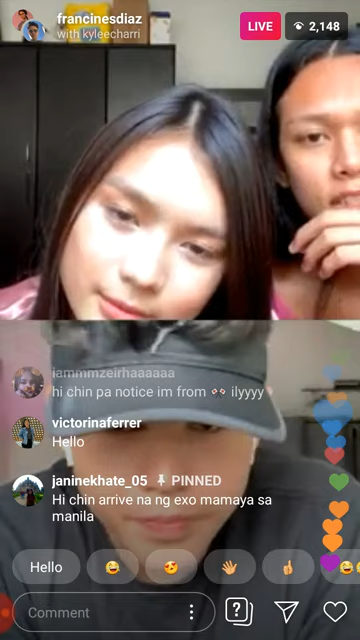 francinesdiaz
with kyleecharri
LIVE
2,148
iammmzeirhaaaaaa
hi chin pa notice im from 👀 ilyyyy
victorinaferrer
Hello
janinekhate_05 PINNED
Hi chin arrive na ng exo mamaya sa
manila
Hello
Comment